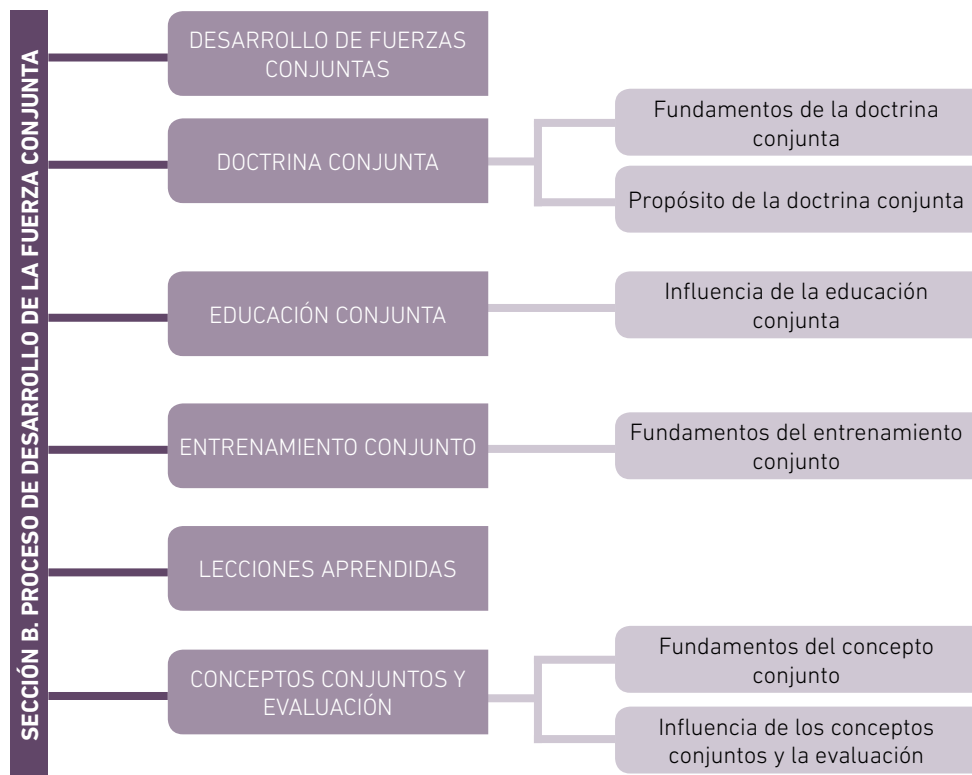 SECCIÓN B. PROCESO DE DESARROLLO DE LA FUERZA CONJUNTA
DESARROLLO DE FUERZAS
CONJUNTAS
DOCTRINA CONJUNTA
Fundamentos de la doctrina
conjunta
Propósito de la doctrina conjunta
EDUCACIÓN CONJUNTA
Influencia de la educación
conjunta
ENTRENAMIENTO CONJUNTO
Fundamentos del entrenamiento
conjunto
LECCIONES APRENDIDAS
CONCEPTOS CONJUNTOS Y
EVALUACIÓN
Fundamentos del concepto
conjunto
Influencia de los conceptos
conjuntos y la evaluación